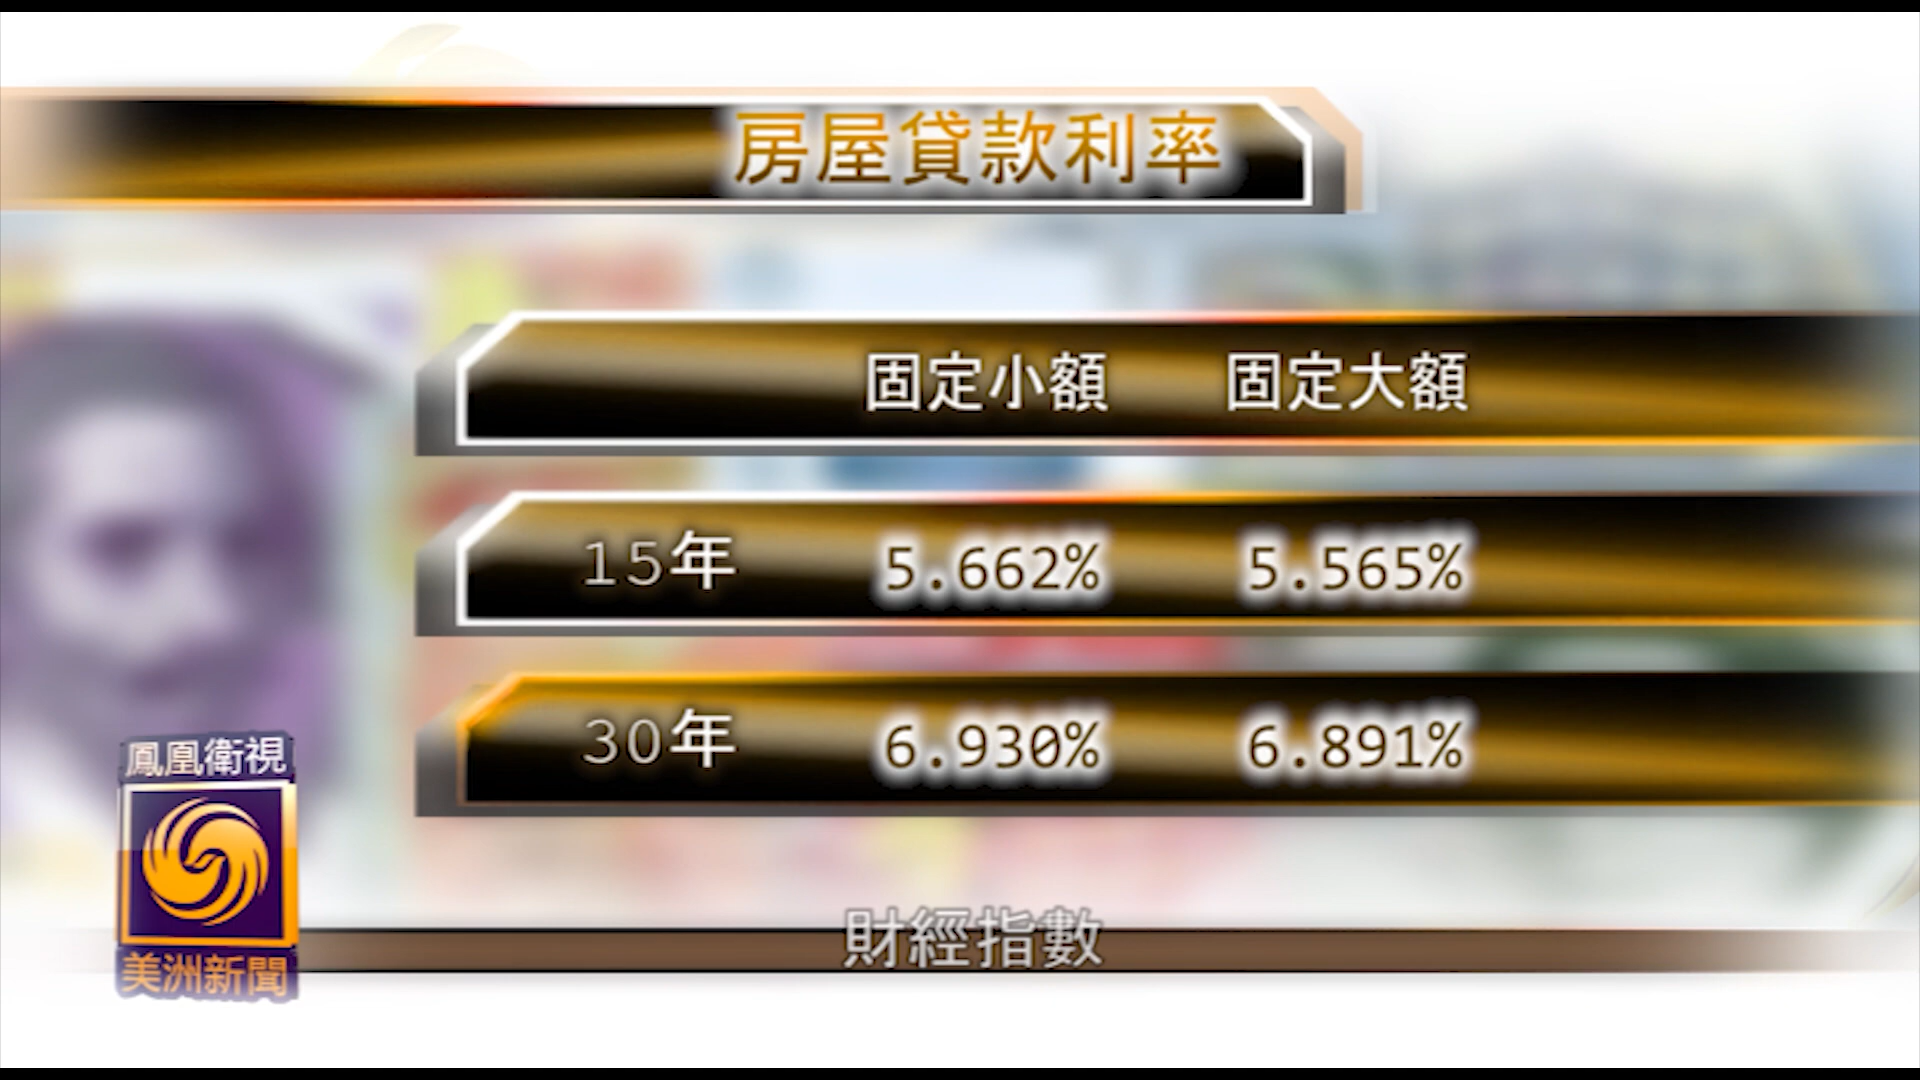 房屋貸款利率
固定小額 固定大額
15年 5.662% 5.565%
30年 6.930% 6.891%
鳳凰衛視
美洲新聞
財經指數